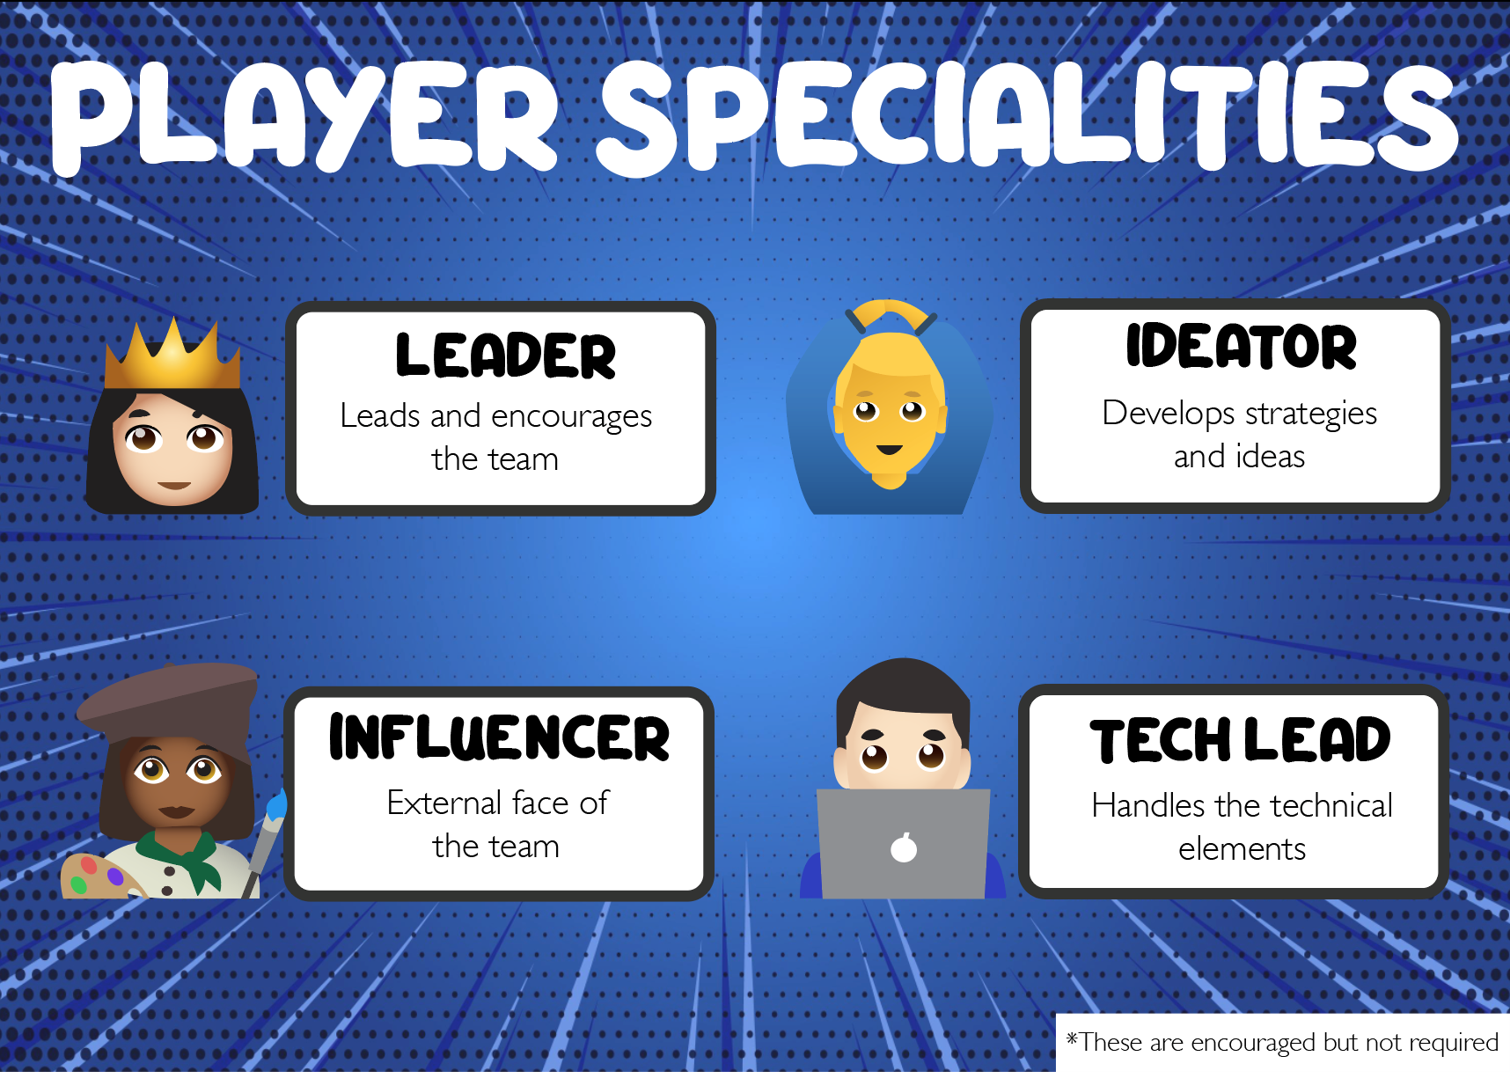 PLAYER SPECIALITIES
LEADER
Leads and encourages
the team
IDEATOR
Develops strategies
and ideas
INFLUENCER
External face of
the team
TECH LEAD
Handles the technical
elements
*These are encouraged but not required